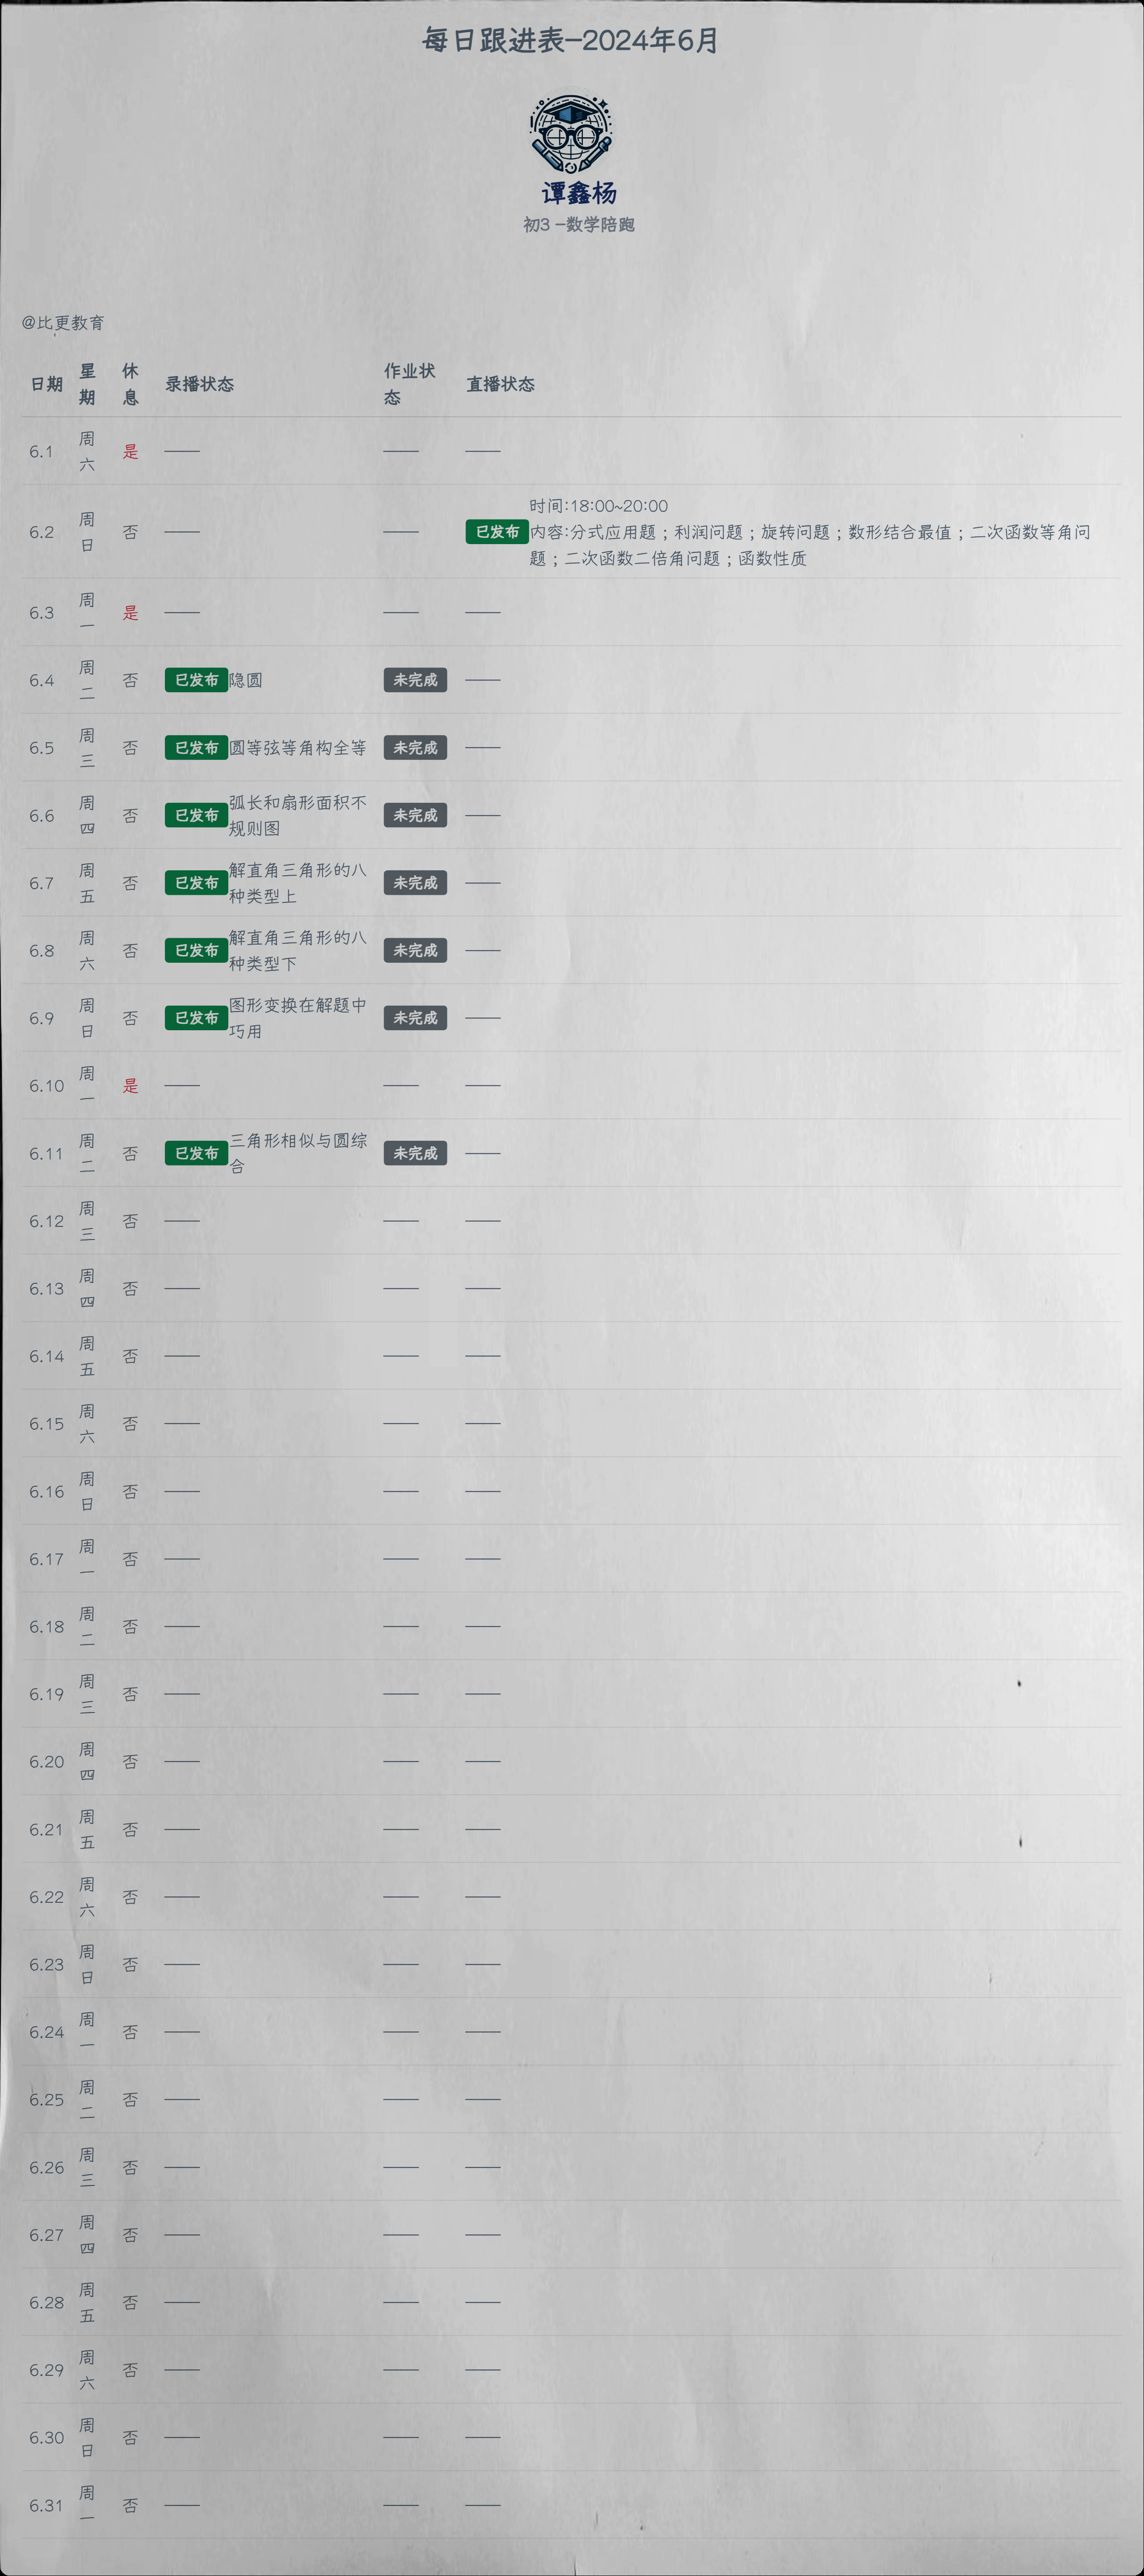 每日跟进表-2024年6月
谭鑫杨
初3 -数学陪跑
@比更教育
日期 星期 休息 录播状态 作业状态 直播状态
6.1 周六 是 —— —— ——
6.2 周日 否 —— —— 已发布 时间:18:00~20:00
内容:分式应用题；利润问题；旋转问题；数形结合最值；二次函数等角问
题；二次函数二倍角问题；函数性质
6.3 周一 是 —— —— ——
6.4 周二 否 已发布 隐圆 未完成 ——
6.5 周三 否 已发布 圆等弦等角构全等 未完成 ——
6.6 周四 否 已发布 弧长和扇形面积不规则图 未完成 ——
6.7 周五 否 已发布 解直角三角形的八种类型上 未完成 ——
6.8 周六 否 已发布 解直角三角形的八种类型下 未完成 ——
6.9 周日 否 已发布 图形变换在解题中巧用 未完成 ——
6.10 周一 是 —— —— ——
6.11 周二 否 已发布 三角形相似与圆综合 未完成 ——
6.12 周三 否 —— —— ——
6.13 周四 否 —— —— ——
6.14 周五 否 —— —— ——
6.15 周六 否 —— —— ——
6.16 周日 否 —— —— ——
6.17 周一 否 —— —— ——
6.18 周二 否 —— —— ——
6.19 周三 否 —— —— ——
6.20 周四 否 —— —— ——
6.21 周五 否 —— —— ——
6.22 周六 否 —— —— ——
6.23 周日 否 —— —— ——
6.24 周一 否 —— —— ——
6.25 周二 否 —— —— ——
6.26 周三 否 —— —— ——
6.27 周四 否 —— —— ——
6.28 周五 否 —— —— ——
6.29 周六 否 —— —— ——
6.30 周日 否 —— —— ——
6.31 周一 否 —— —— ——